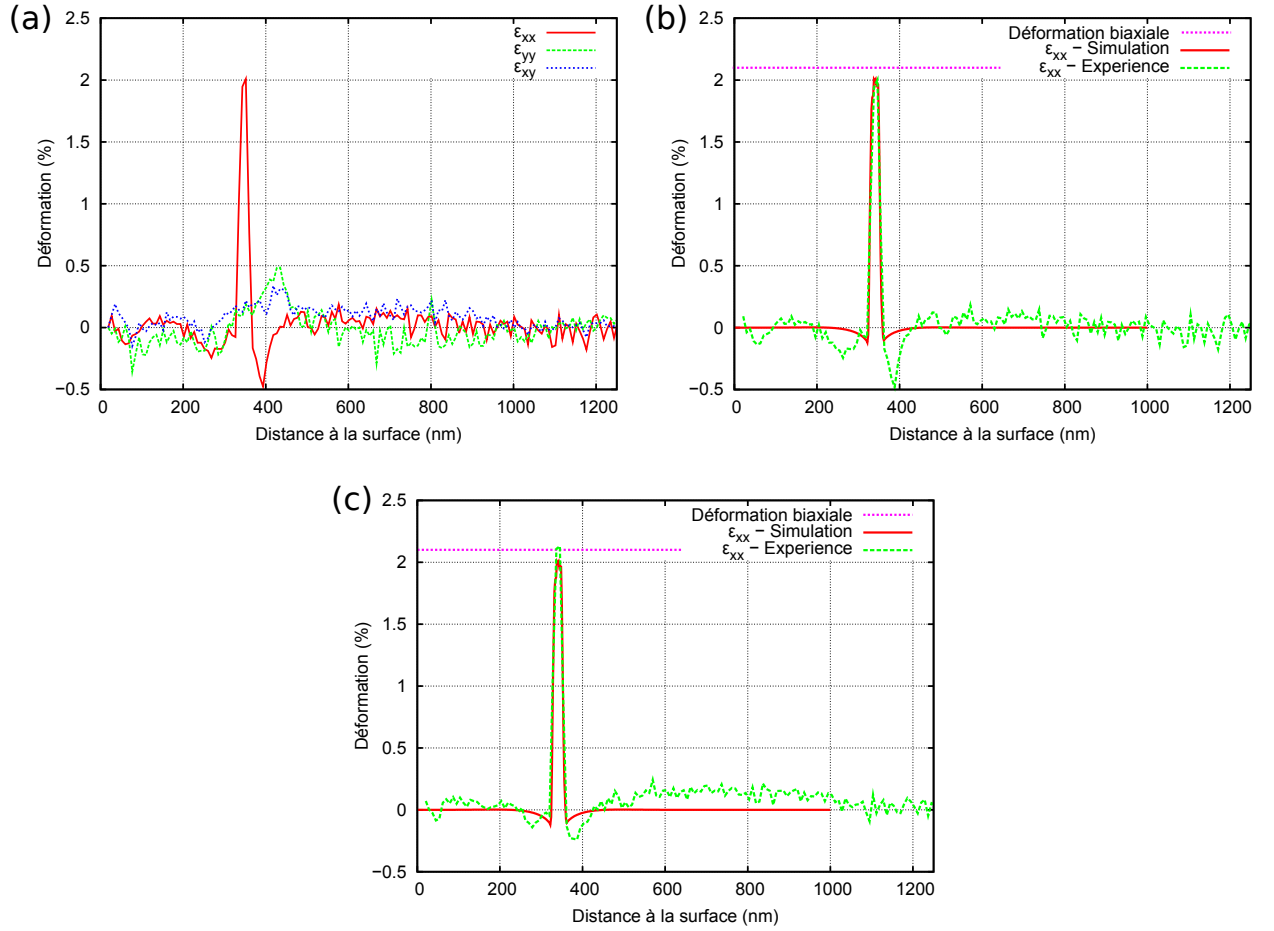 (a)
2.5
2
1.5
1
0.5
0
−0.5
0 200 400 600 800 1000 1200
Déformation (%)
Distance à la surface (nm)
εxx
εyy
εxy
(b)
2.5
2
1.5
1
0.5
0
−0.5
0 200 400 600 800 1000 1200
Déformation (%)
Distance à la surface (nm)
Déformation biaxiale
εxx − Simulation
εxx − Experience
(c)
2.5
2
1.5
1
0.5
0
−0.5
0 200 400 600 800 1000 1200
Déformation (%)
Distance à la surface (nm)
Déformation biaxiale
εxx − Simulation
εxx − Experience